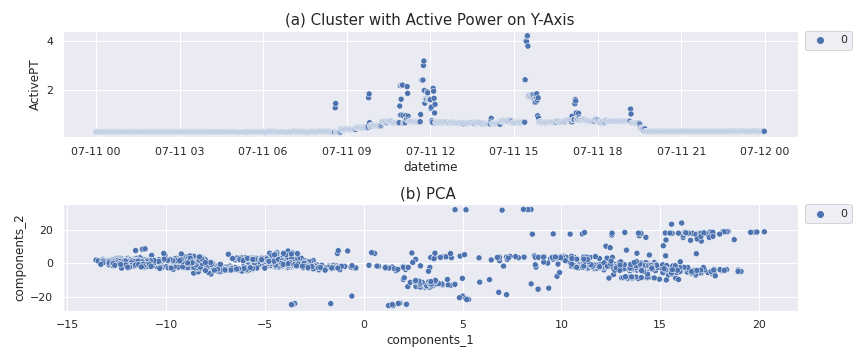 (a) Cluster with Active Power on Y-Axis
4
2
ActivePT
0
07-11 00 07-11 03 07-11 06 07-11 09 07-11 12 07-11 15 07-11 18 07-11 21 07-12 00
datetime
(b) PCA
20
0
−20
components_2
0
−15 −10 −5 0 5 10 15 20
components_1